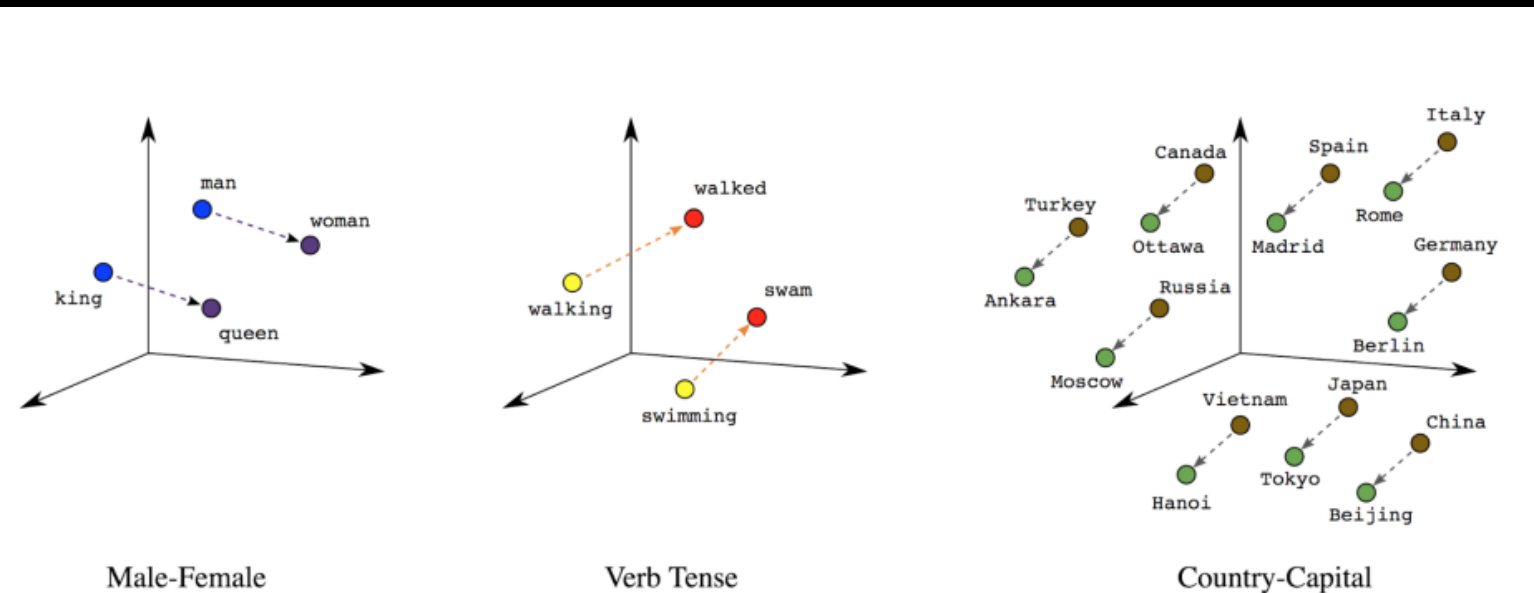 man
woman
king
queen
Male-Female
walked
walking
swam
swimming
Verb Tense
Italy
Canada
Spain
Turkey
Rome
Ottawa
Madrid
Germany
Ankara
Russia
Berlin
Moscow
Japan
Vietnam
China
Tokyo
Hanoi
Beijing
Country-Capital